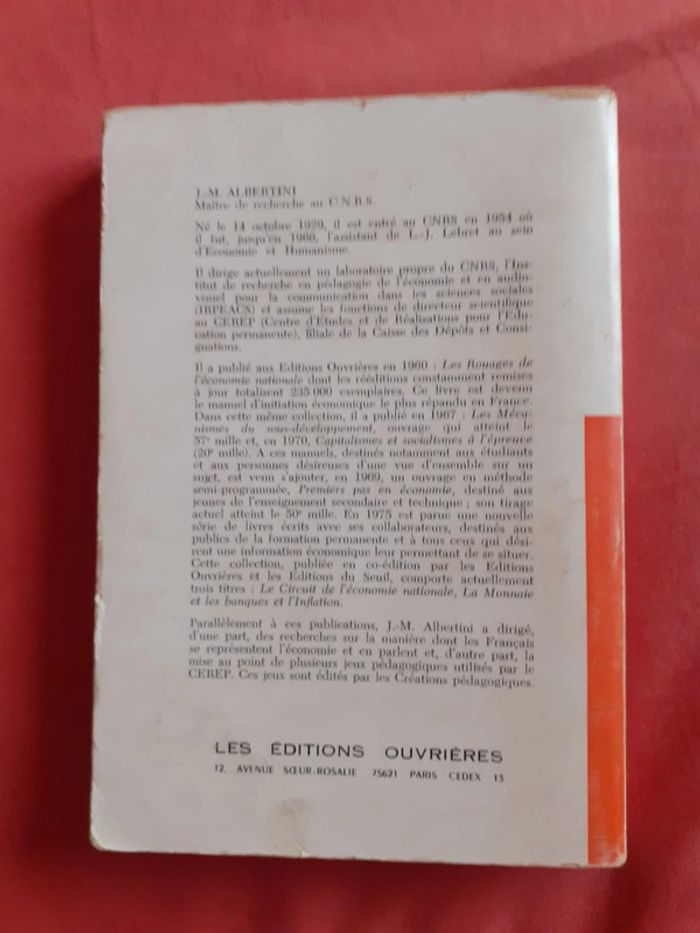 J.-M. ALBERTINI
Maître de recherche au C.N.R.S.
Né le 14 octobre 1929, il est entré au CNRS en 1954 où
il fut, jusqu'en 1966, l'assistant de L.-J. Lebret au sein
d'Economie et Humanisme.
Il dirige actuellement un laboratoire propre du CNRS, l'Ins-
titut de recherche en pédagogie de l'économie et en audio-
visuel pour la communication dans les sciences sociales
(IRPEACS) et assume les fonctions de directeur scientifique
au CEREP (Centre d'Etudes et de Réalisations pour l'Edu-
cation permanente), filiale de la Caisse des Dépôts et Consi-
gnations.
Il a publié aux Editions Ouvrières en 1960 : Les Rouages de
l'économie nationale dont les rééditions constamment remises
à jour totalisent 235 000 exemplaires. Ce livre est devenu
le manuel d'initiation économique le plus répandu en France.
Dans cette même collection, il a publié en 1967 : Les Méca-
nismes du sous-développement, ouvrage qui atteint le
57e mille et, en 1970, Capitalismes et socialismes à l'épreuve
(20e mille). A ces manuels, destinés notamment aux étudiants
et aux personnes désireuses d'une vue d'ensemble sur un
sujet, est venu s'ajouter, en 1969, un ouvrage en méthode
semi-programmée, Premiers pas en économie, destiné aux
jeunes de l'enseignement secondaire et technique ; son tirage
actuel atteint le 50e mille. En 1975 est parue une nouvelle
série de livres écrits avec ses collaborateurs, destinés aux
publics de la formation permanente et à tous ceux qui dési-
rent une information économique leur permettant de se situer.
Cette collection, publiée en co-édition par les Editions
Ouvrières et les Editions du Seuil, comporte actuellement
trois titres : Le Circuit de l'économie nationale, La Monnaie
et les banques et l'Inflation.
Parallèlement à ces publications, J.-M. Albertini a dirigé,
d'une part, des recherches sur la manière dont les Français
se représentent l'économie et en parlent et, d'autre part, la
mise au point de plusieurs jeux pédagogiques utilisés par le
CEREP. Ces jeux sont édités par les Créations pédagogiques.
LES ÉDITIONS OUVRIÈRES
12, AVENUE SŒUR-ROSALIE 75621 PARIS CEDEX 13